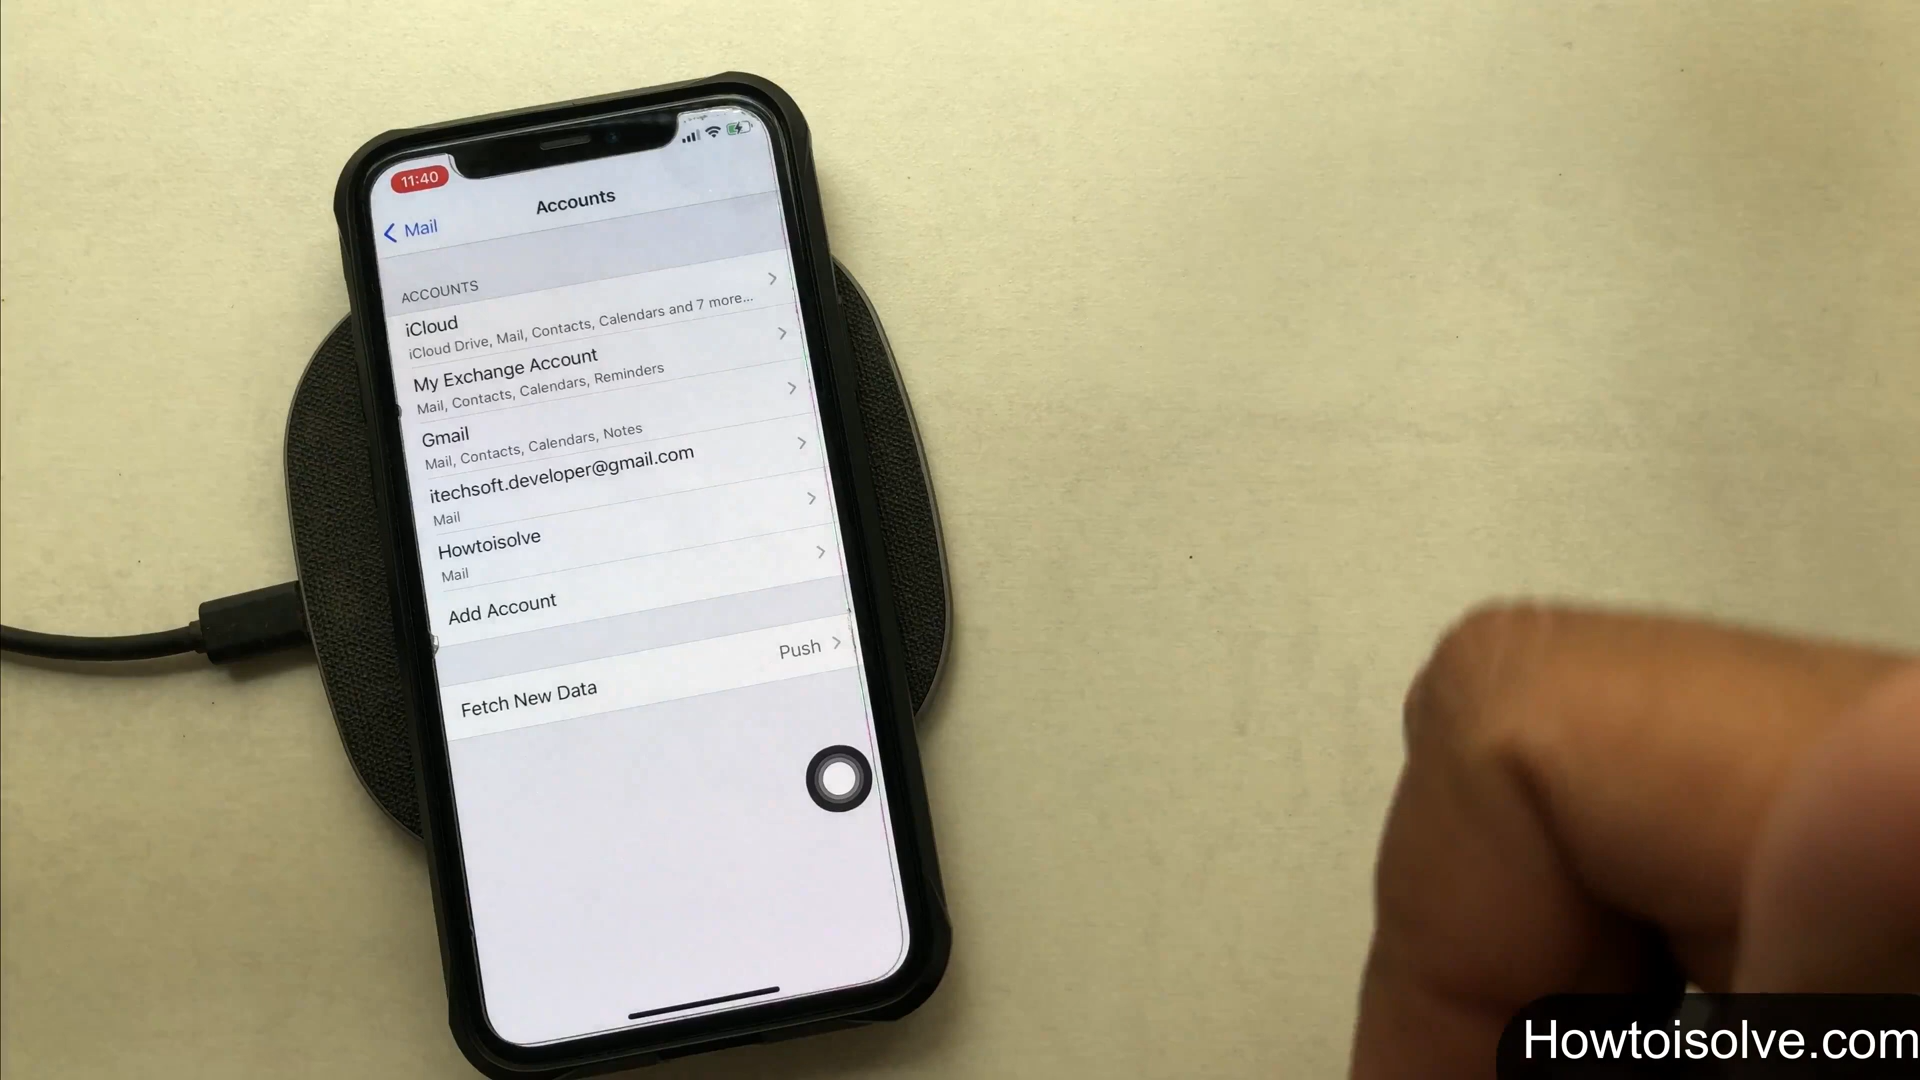 11:40
Mail
Accounts
ACCOUNTS
iCloud
iCloud Drive, Mail, Contacts, Calendars and 7 more...
My Exchange Account
Mail, Contacts, Calendars, Reminders
Gmail
Mail, Contacts, Calendars, Notes
itechsoft.developer@gmail.com
Mail
Howtoisolve
Mail
Add Account
Fetch New Data
Push
Howtoisolve.com